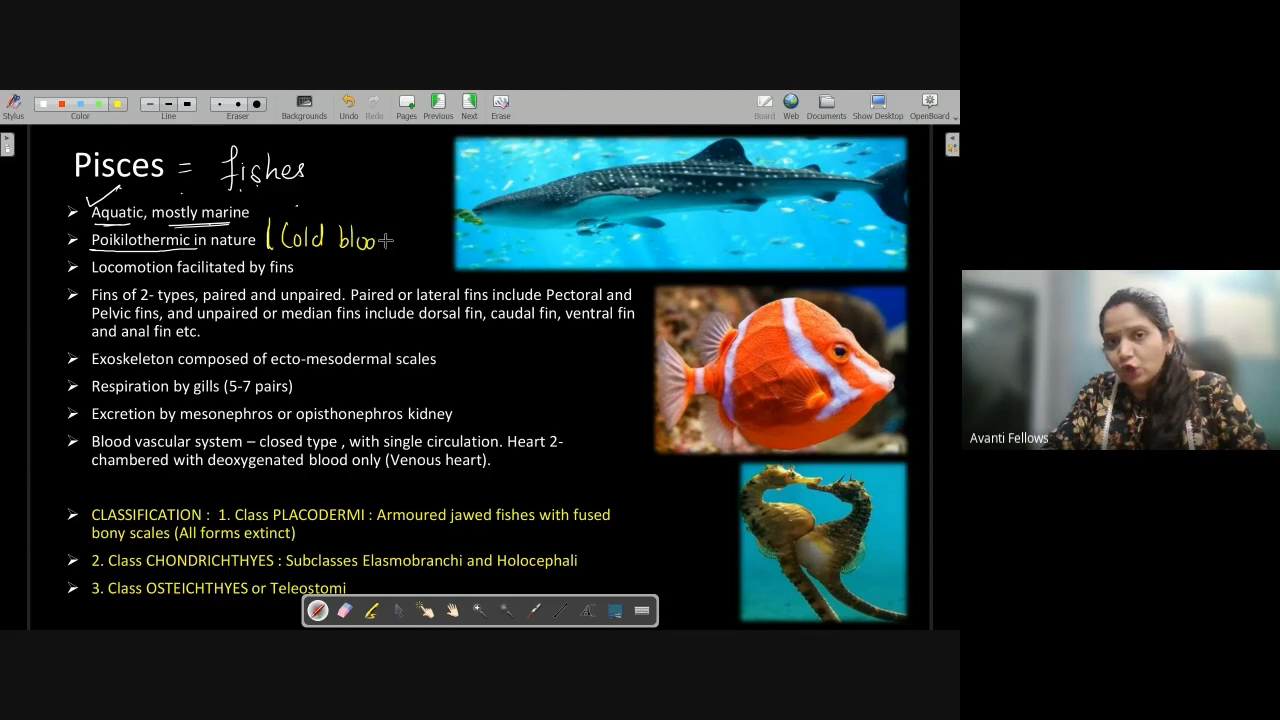 Stylus
Color
Line
Eraser
Backgrounds
Undo
Redo
Pages
Previous
Next
Erase
Board
Web
Documents
Show Desktop
OpenBoard
Pisces = fishes
Aquatic, mostly marine
Poikilothermic in nature (Cold bloo
Locomotion facilitated by fins
Fins of 2- types, paired and unpaired. Paired or lateral fins include Pectoral and
Pelvic fins, and unpaired or median fins include dorsal fin, caudal fin, ventral fin
and anal fin etc.
Exoskeleton composed of ecto-mesodermal scales
Respiration by gills (5-7 pairs)
Excretion by mesonephros or opisthonephros kidney
Blood vascular system – closed type , with single circulation. Heart 2-
chambered with deoxygenated blood only (Venous heart).
CLASSIFICATION : 1. Class PLACODERMI : Armoured jawed fishes with fused
bony scales (All forms extinct)
2. Class CHONDRICHTHYES : Subclasses Elasmobranchi and Holocephali
3. Class OSTEICHTHYES or Teleostomi
Avanti Fellows